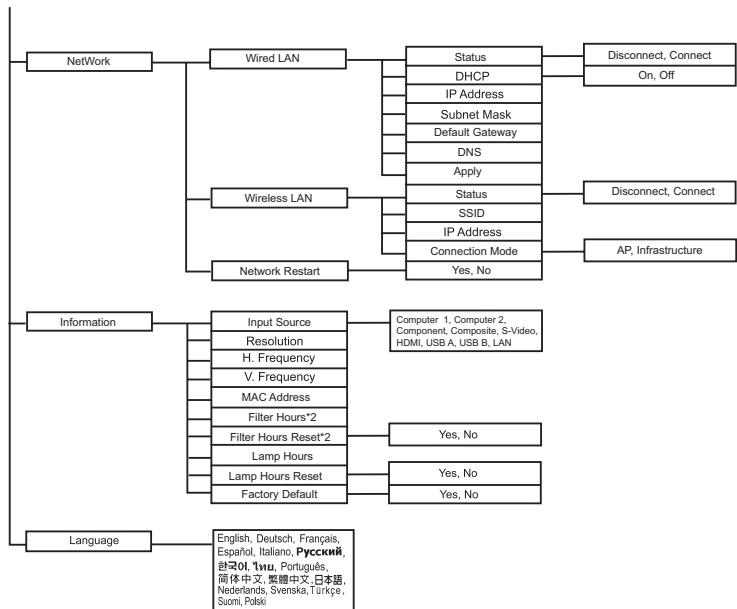 NetWork
Wired LAN
Status
Disconnect, Connect
DHCP
On, Off
IP Address
Subnet Mask
Default Gateway
DNS
Apply
Wireless LAN
Status
Disconnect, Connect
SSID
IP Address
Connection Mode
AP, Infrastructure
Network Restart
Yes, No
Information
Input Source
Computer 1, Computer 2,
Component, Composite, S-Video,
HDMI, USB A, USB B, LAN
Resolution
H. Frequency
V. Frequency
MAC Address
Filter Hours*2
Filter Hours Reset*2
Yes, No
Lamp Hours
Lamp Hours Reset
Yes, No
Factory Default
Yes, No
Language
English, Deutsch, Français,
Español, Italiano, Русский,
한국어, ไทย, Português,
简体中文, 繁體中文, 日本語,
Nederlands, Svenska, Türkçe,
Suomi, Polski